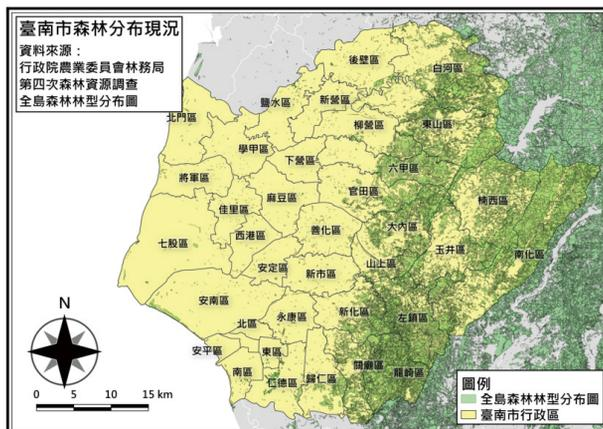 臺南市森林分布現況
資料來源：
行政院農業委員會林務局
第四次森林資源調查
全島森林林型分布圖
後壁區
白河區
北門區
鹽水區
新營區
柳營區
東山區
學甲區
下營區
六甲區
將軍區
麻豆區
官田區
楠西區
佳里區
西港區
善化區
大內區
七股區
玉井區
南化區
安定區
新市區
山上區
安南區
北區
永康區
新化區
左鎮區
安平區
東區
南區
仁德區
歸仁區
關廟區
龍崎區
N
0 5 10 15 km
圖例
全島森林林型分布圖
臺南市行政區